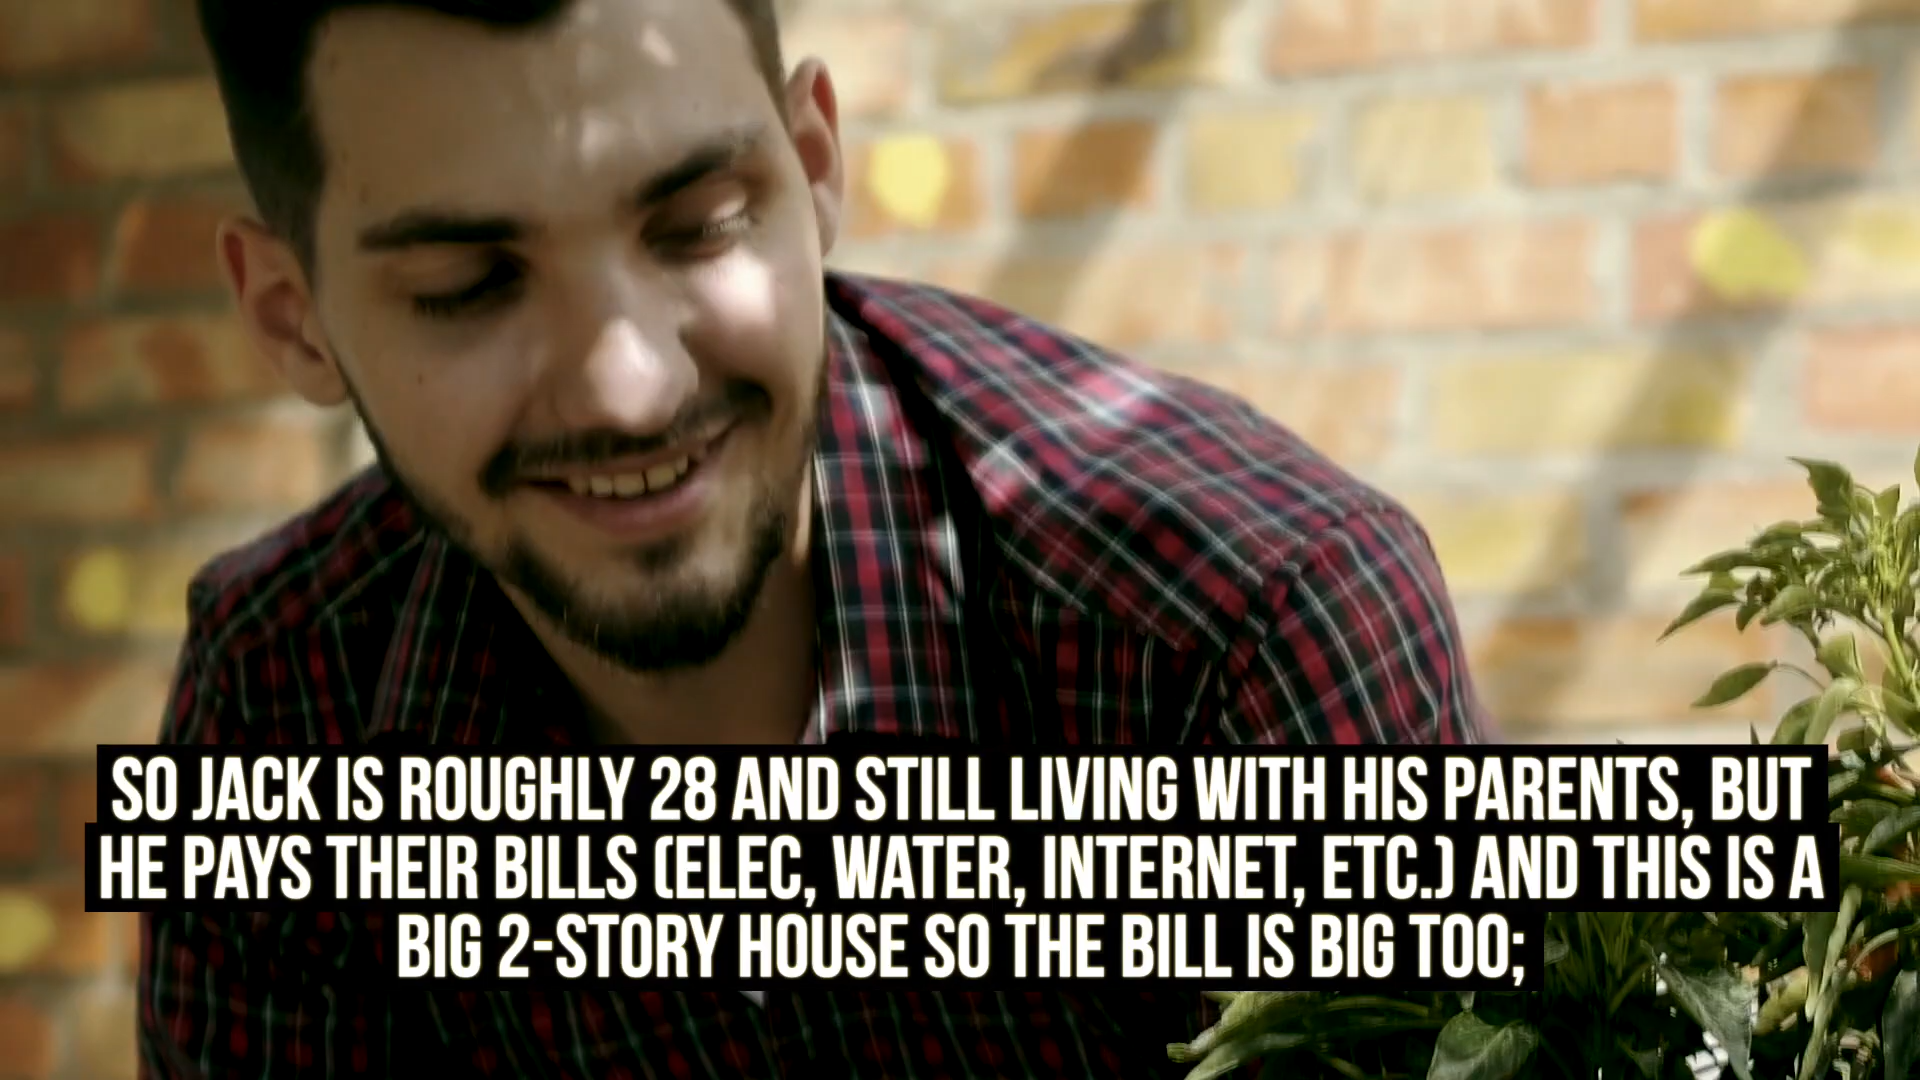 SO JACK IS ROUGHLY 28 AND STILL LIVING WITH HIS PARENTS, BUT
HE PAYS THEIR BILLS (ELEC, WATER, INTERNET, ETC.) AND THIS IS A
BIG 2-STORY HOUSE SO THE BILL IS BIG TOO;